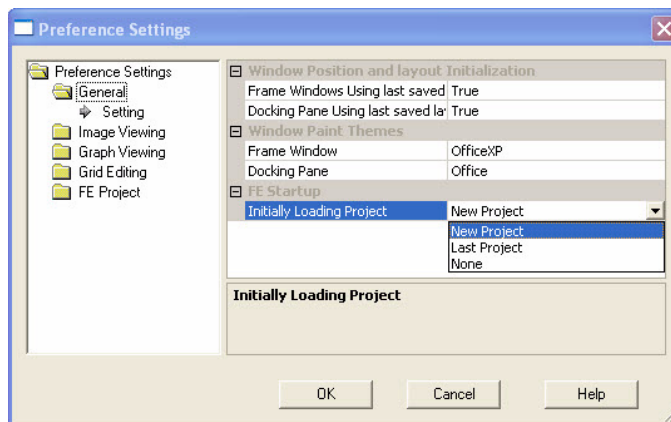 Preference Settings
Preference Settings
General
Setting
Image Viewing
Graph Viewing
Grid Editing
FE Project
Window Position and layout Initialization
Frame Windows Using last saved True
Docking Pane Using last saved la True
Window Paint Themes
Frame Window OfficeXP
Docking Pane Office
FE Startup
Initially Loading Project New Project
New Project
Last Project
None
Initially Loading Project
OK Cancel Help